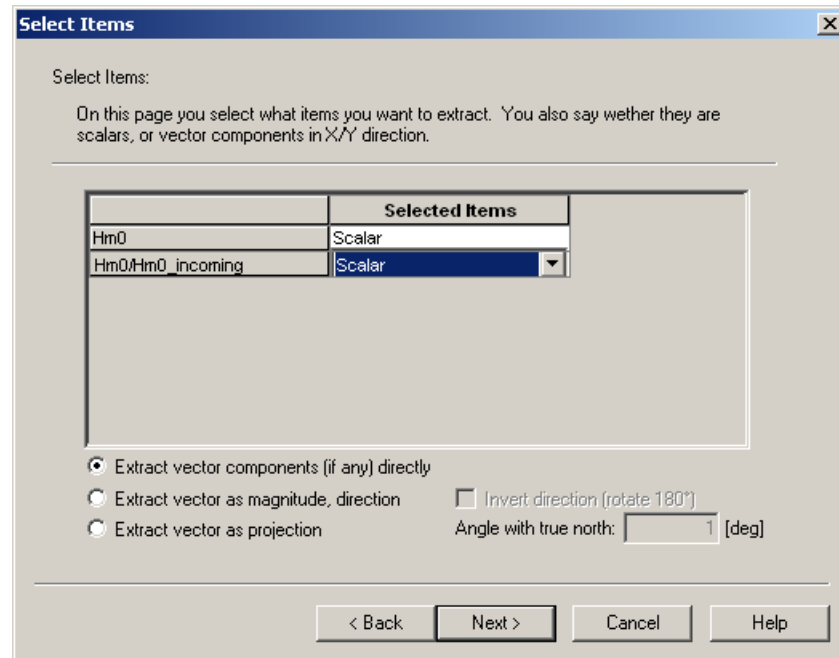 Select Items
Select Items:
On this page you select what items you want to extract. You also say wether they are
scalars, or vector components in X/Y direction.
Selected Items
Hm0 Scalar
Hm0/Hm0_incoming Scalar
Extract vector components (if any) directly
Extract vector as magnitude, direction Invert direction (rotate 180°)
Extract vector as projection Angle with true north: 1 [deg]
< Back Next > Cancel Help